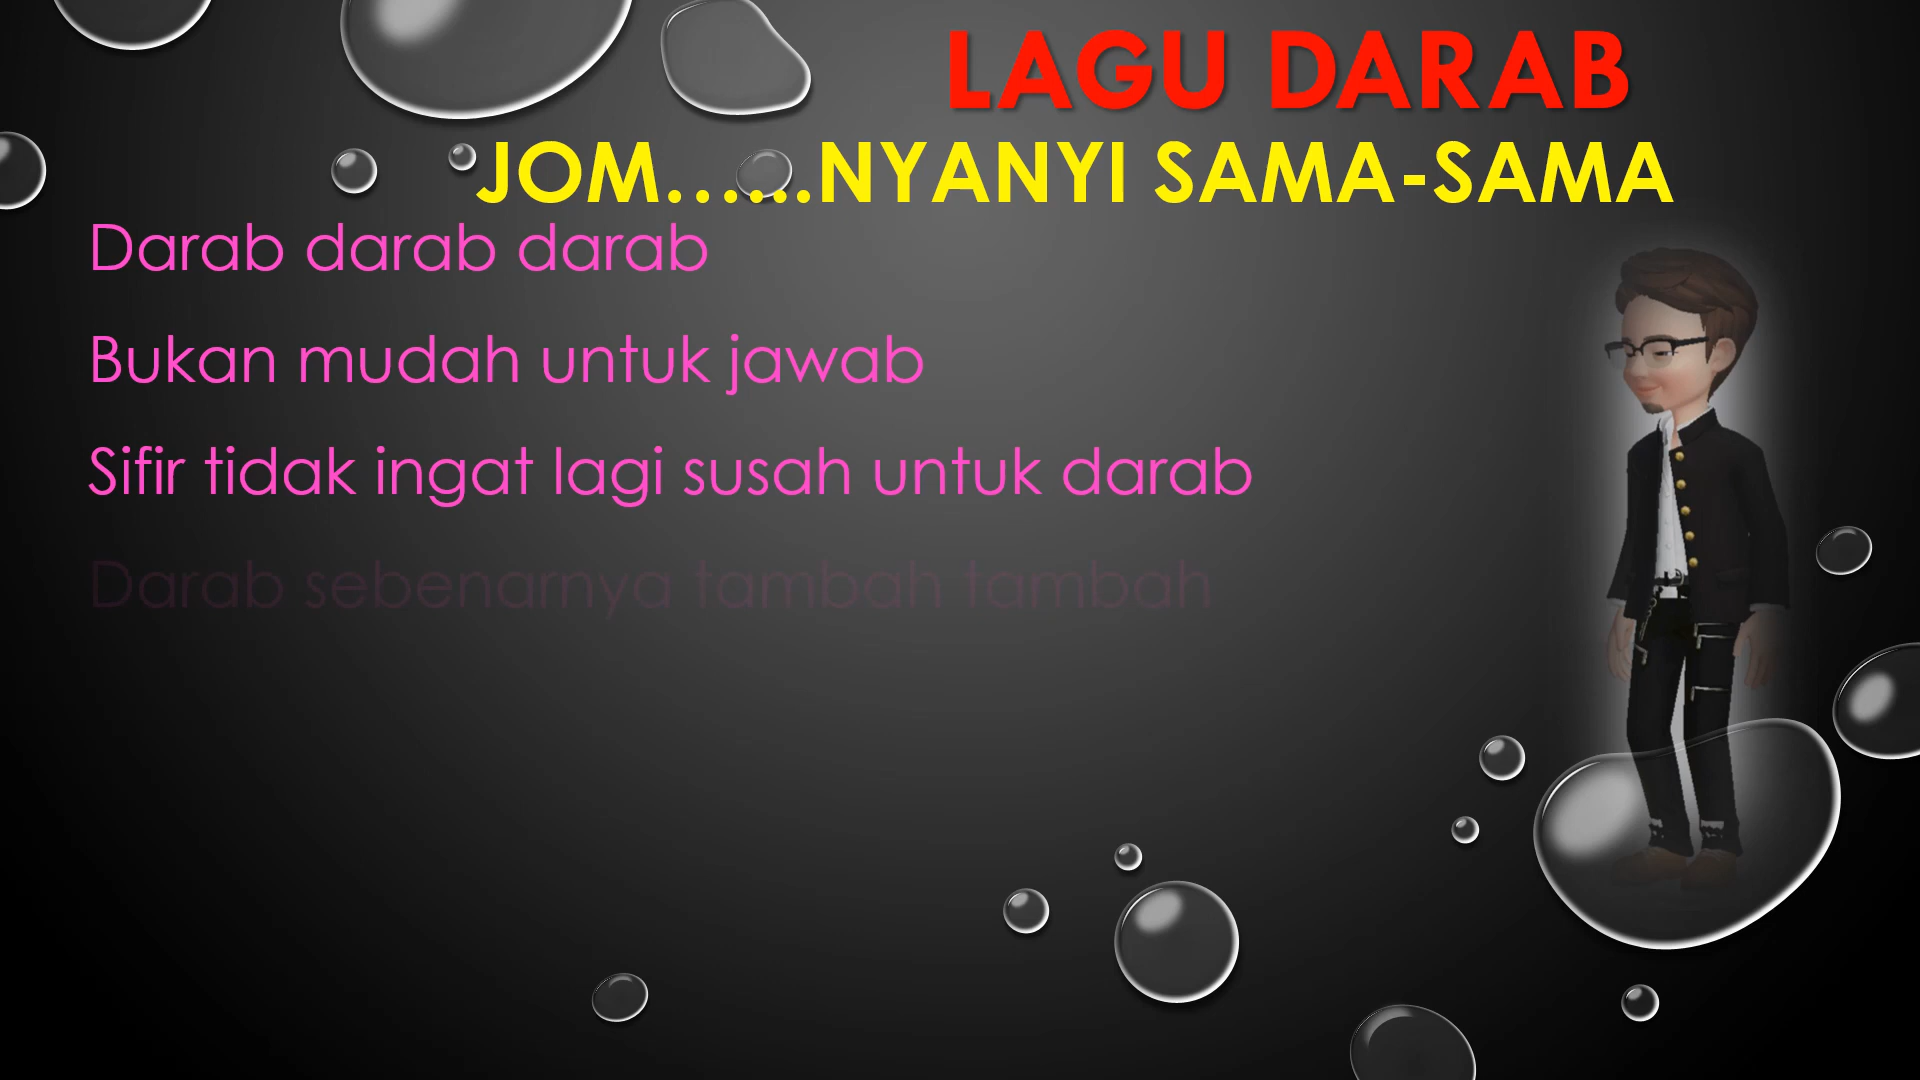 LAGU DARAB
JOM......NYANYI SAMA-SAMA
Darab darab darab
Bukan mudah untuk jawab
Sifir tidak ingat lagi susah untuk darab
Darab sebenarnya tambah tambah